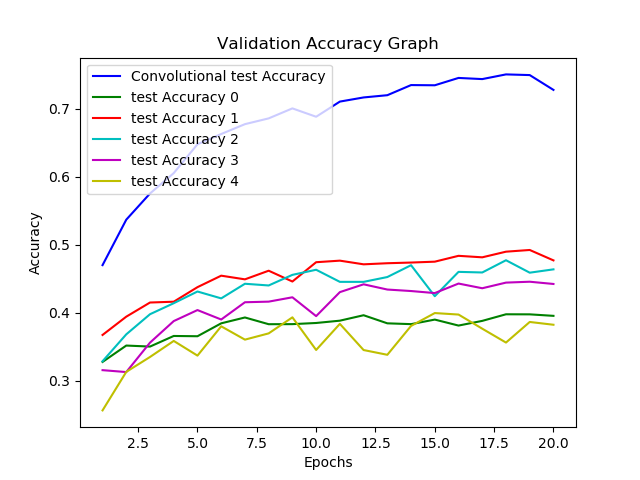 Validation Accuracy Graph
Convolutional test Accuracy
test Accuracy 0
test Accuracy 1
test Accuracy 2
test Accuracy 3
test Accuracy 4
Accuracy
0.7
0.6
0.5
0.4
0.3
2.5 5.0 7.5 10.0 12.5 15.0 17.5 20.0
Epochs